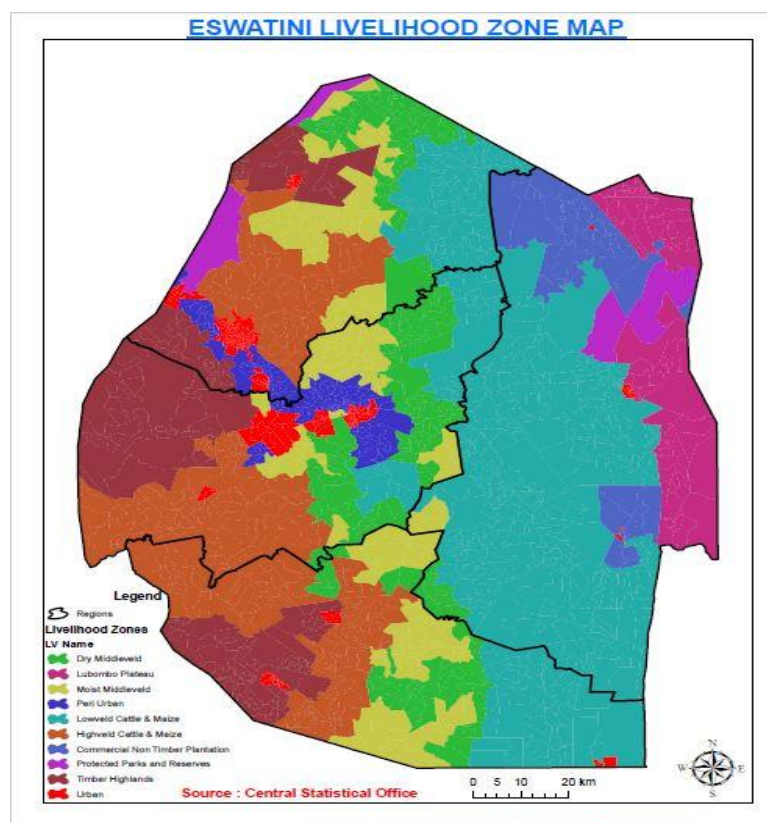 ESWATINI LIVELIHOOD ZONE MAP
Legend
Regions
Livelihood Zones
LV Name
Dry Middleveld
Lubombo Plateau
Moist Middleveld
Peri Urban
Lowveld Cattle & Maize
Highveld Cattle & Maize
Commercial Non Timber Plantation
Protected Parks and Reserves
Timber Highlands
Urban
Source : Central Statistical Office
0 5 10 20 km
N
W E
S